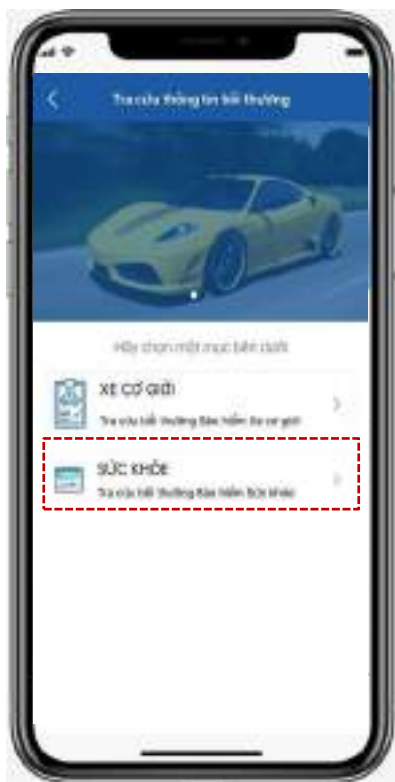 Tra cứu thông tin bồi thường
Hãy chọn một mục bên dưới
XE CƠ GIỚI
Tra cứu bồi thường Bảo hiểm Xe cơ giới
SỨC KHỎE
Tra cứu bồi thường Bảo hiểm Sức khỏe